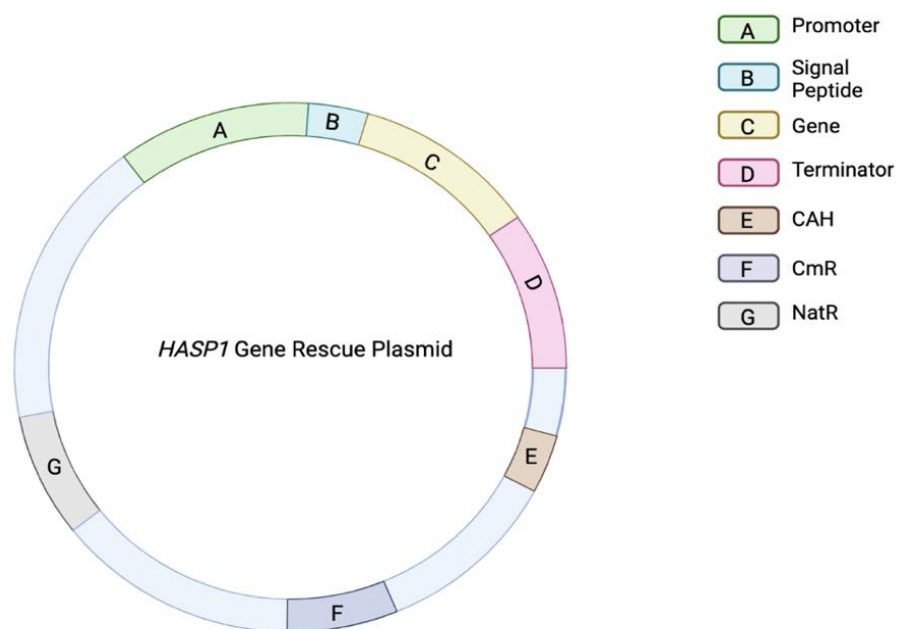 A Promoter
B Signal
Peptide
C Gene
D Terminator
E CAH
F CmR
G NatR
A
B
C
D
E
F
G
HASP1 Gene Rescue Plasmid